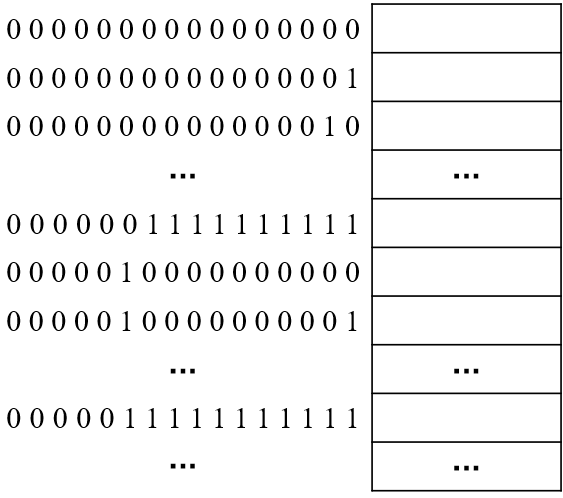 0 0 0 0 0 0 0 0 0 0 0 0 0 0 0 0
0 0 0 0 0 0 0 0 0 0 0 0 0 0 0 1
0 0 0 0 0 0 0 0 0 0 0 0 0 0 1 0
... ...
0 0 0 0 0 0 1 1 1 1 1 1 1 1 1 1
0 0 0 0 0 1 0 0 0 0 0 0 0 0 0 0
0 0 0 0 0 1 0 0 0 0 0 0 0 0 0 1
... ...
0 0 0 0 0 1 1 1 1 1 1 1 1 1 1 1
... ...